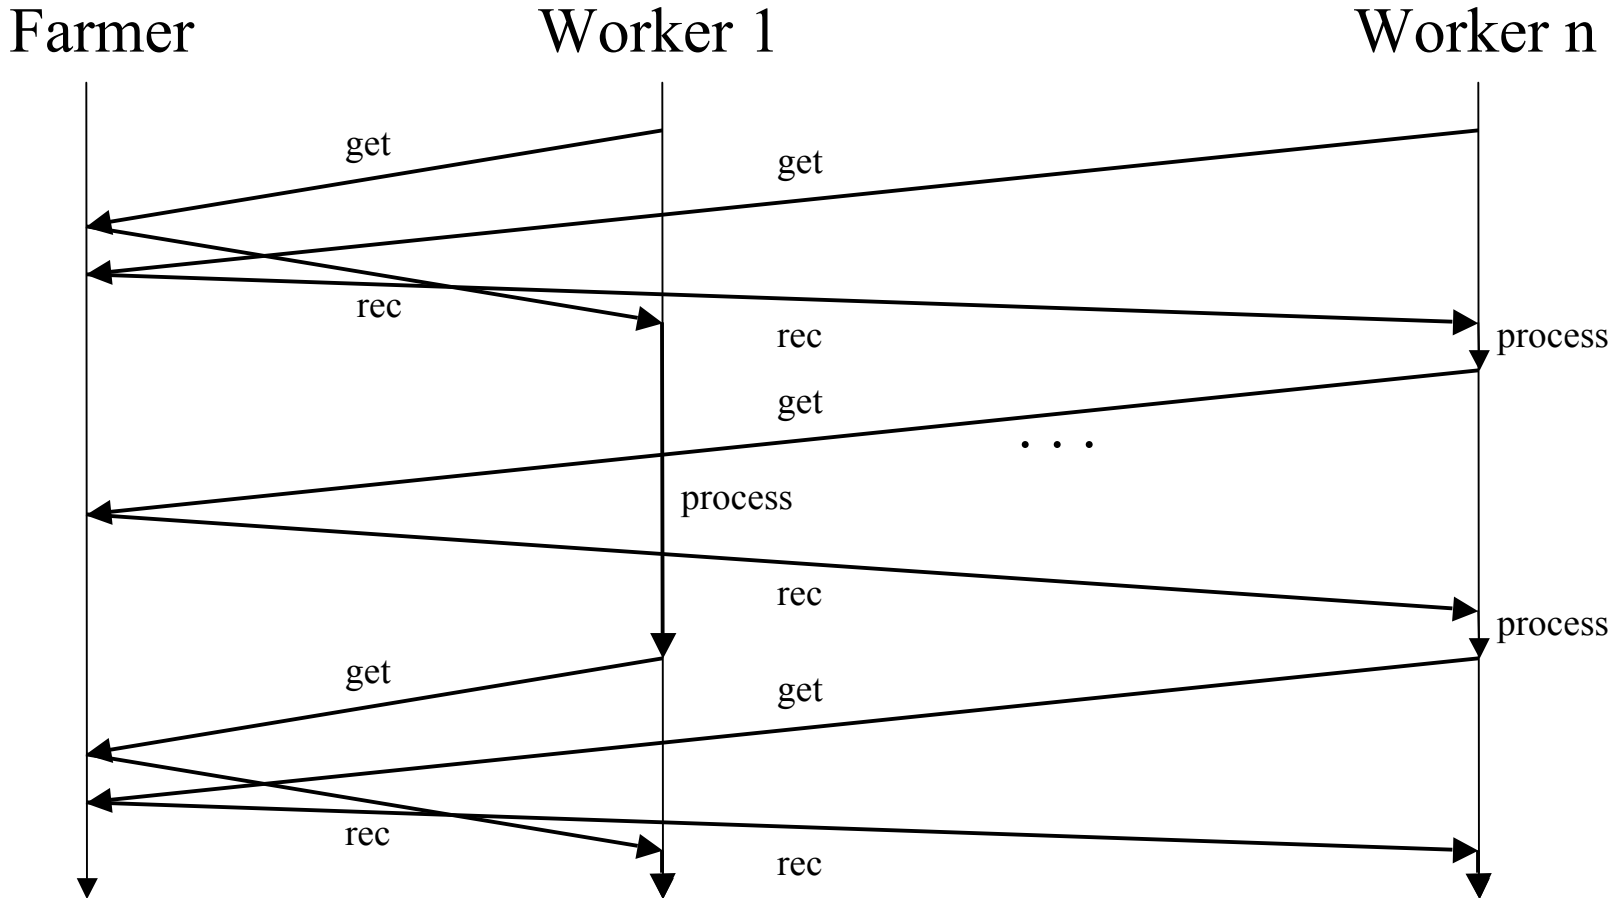 Farmer
Worker 1
Worker n
get
get
rec
rec
process
get
. . .
process
rec
process
get
get
rec
rec